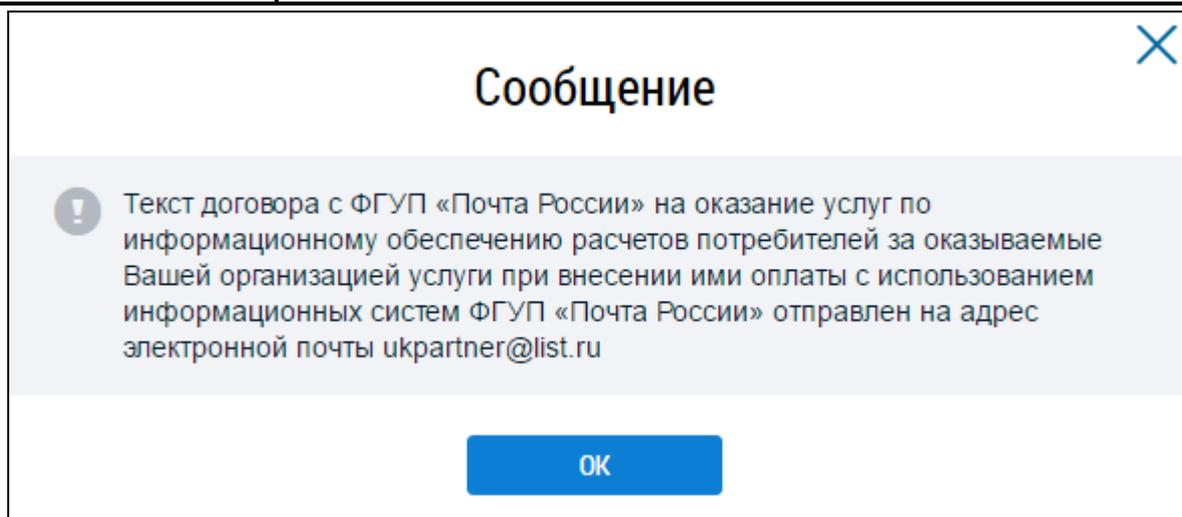 Сообщение
Текст договора с ФГУП «Почта России» на оказание услуг по
информационному обеспечению расчетов потребителей за оказываемые
Вашей организацией услуги при внесении ими оплаты с использованием
информационных систем ФГУП «Почта России» отправлен на адрес
электронной почты ukpartner@list.ru
ОК